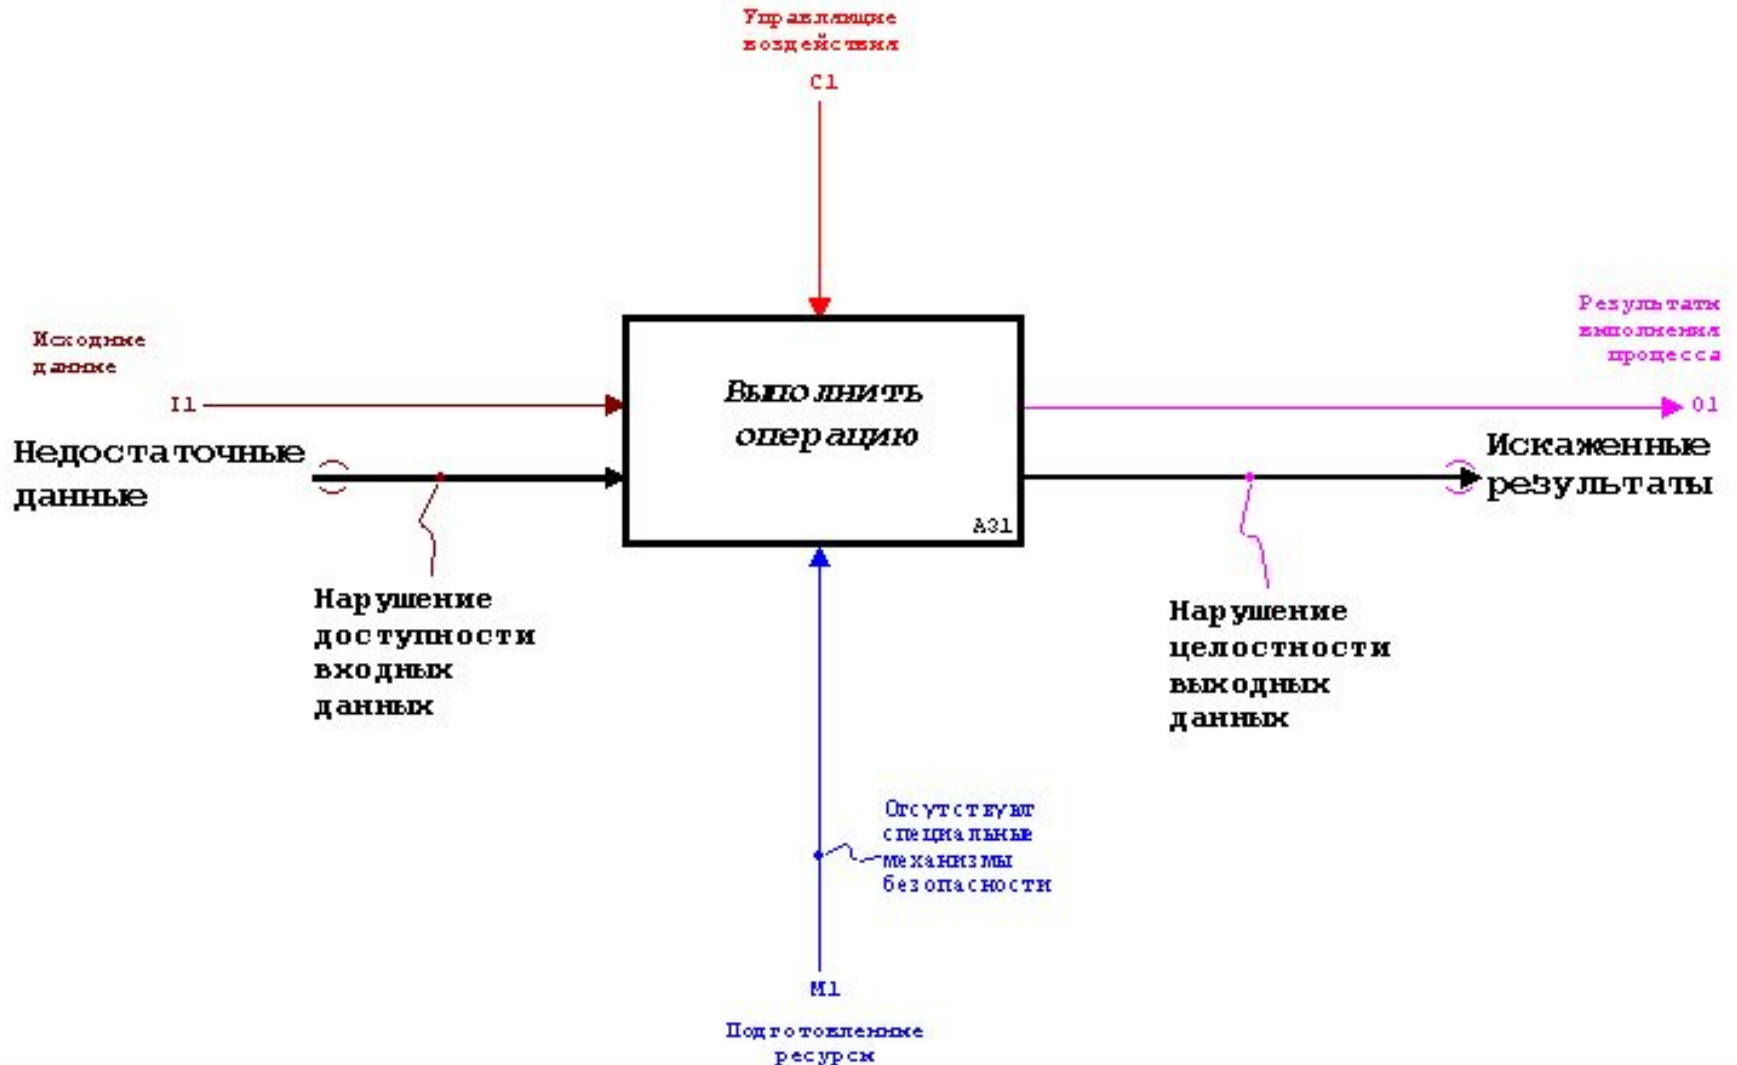 Управляющие
воздействия
C1
Результаты
выполнения
процесса
Исходные
данные
I1
Выполнить
операцию
O1
Недостаточные
данные
Искаженные
результаты
A31
Нарушение
доступности
входных
данных
Нарушение
целостности
выходных
данных
Отсутствуют
специальные
механизмы
безопасности
M1
Подготовленные
ресурсы